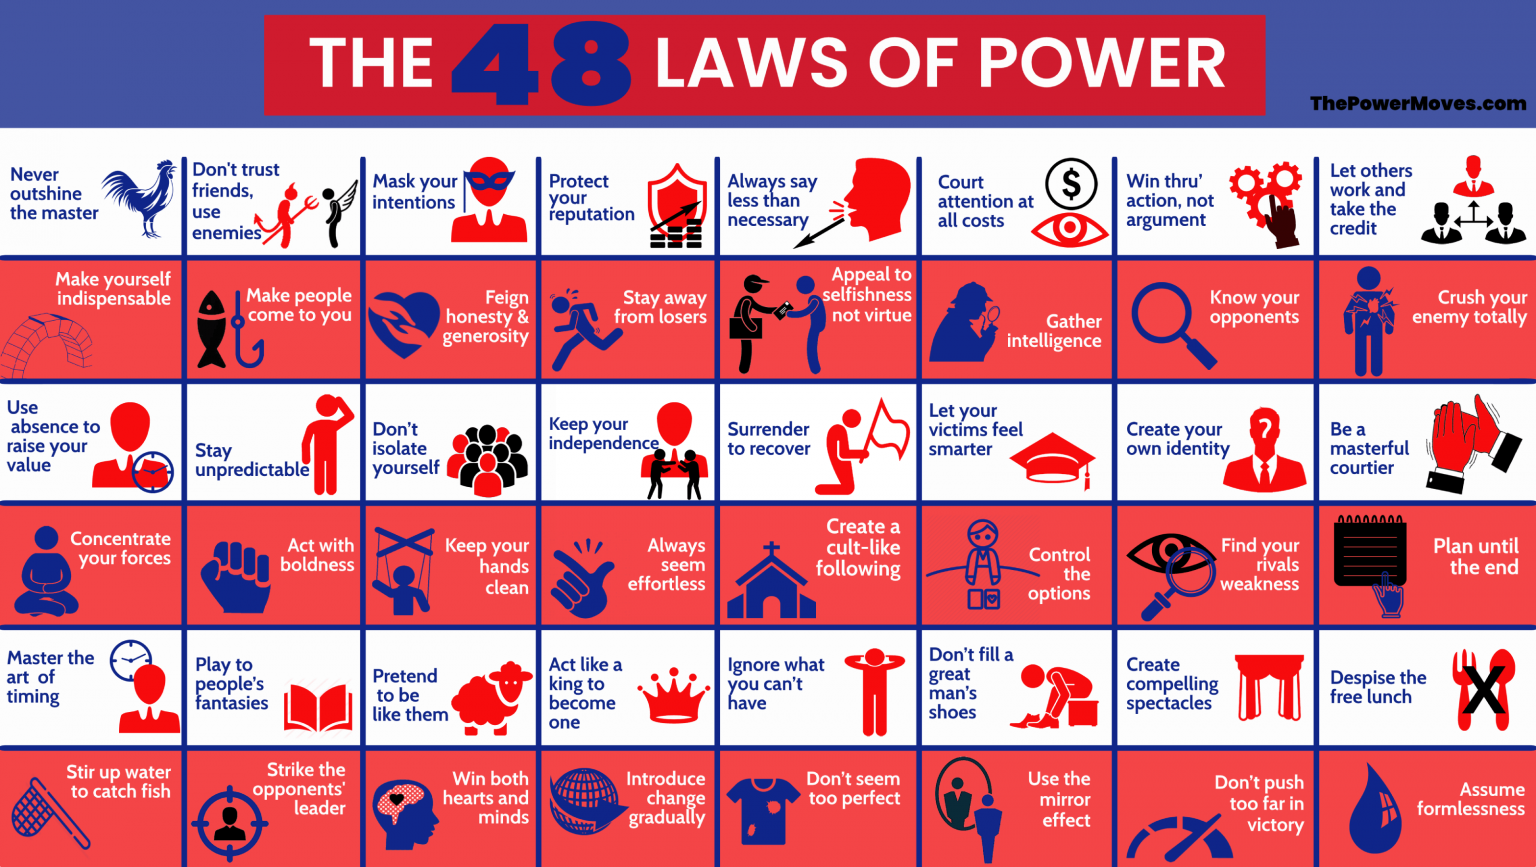 THE 48 LAWS OF POWER
ThePowerMoves.com
Never
outshine
the master
Don't trust
friends,
use
enemies
Mask your
intentions
Protect
your
reputation
Always say
less than
necessary
Court
attention at
all costs
$
Win thru'
action, not
argument
Let others
work and
take the
credit
Make yourself
indispensable
Make people
come to you
Feign
honesty &
generosity
Stay away
from losers
Appeal to
selfishness
not virtue
Gather
intelligence
Know your
opponents
Crush your
enemy totally
Use
absence to
raise your
value
Stay
unpredictable
Don't
isolate
yourself
Keep your
independence
Surrender
to recover
Let your
victims feel
smarter
Create your
own identity
?
Be a
masterful
courtier
Concentrate
your forces
Act with
boldness
Keep your
hands
clean
Always
seem
effortless
Create a
cult-like
following
Control
the
options
Find your
rivals
weakness
Plan until
the end
Master the
art of
timing
Play to
people's
fantasies
Pretend
to be
like them
Act like a
king to
become
one
Ignore what
you can't
have
Don't fill a
great
man's
shoes
Create
compelling
spectacles
Despise the
free lunch
X
Stir up water
to catch fish
Strike the
opponents'
leader
Win both
hearts and
minds
Introduce
change
gradually
Don't seem
too perfect
Use the
mirror
effect
Don't push
too far in
victory
Assume
formlessness